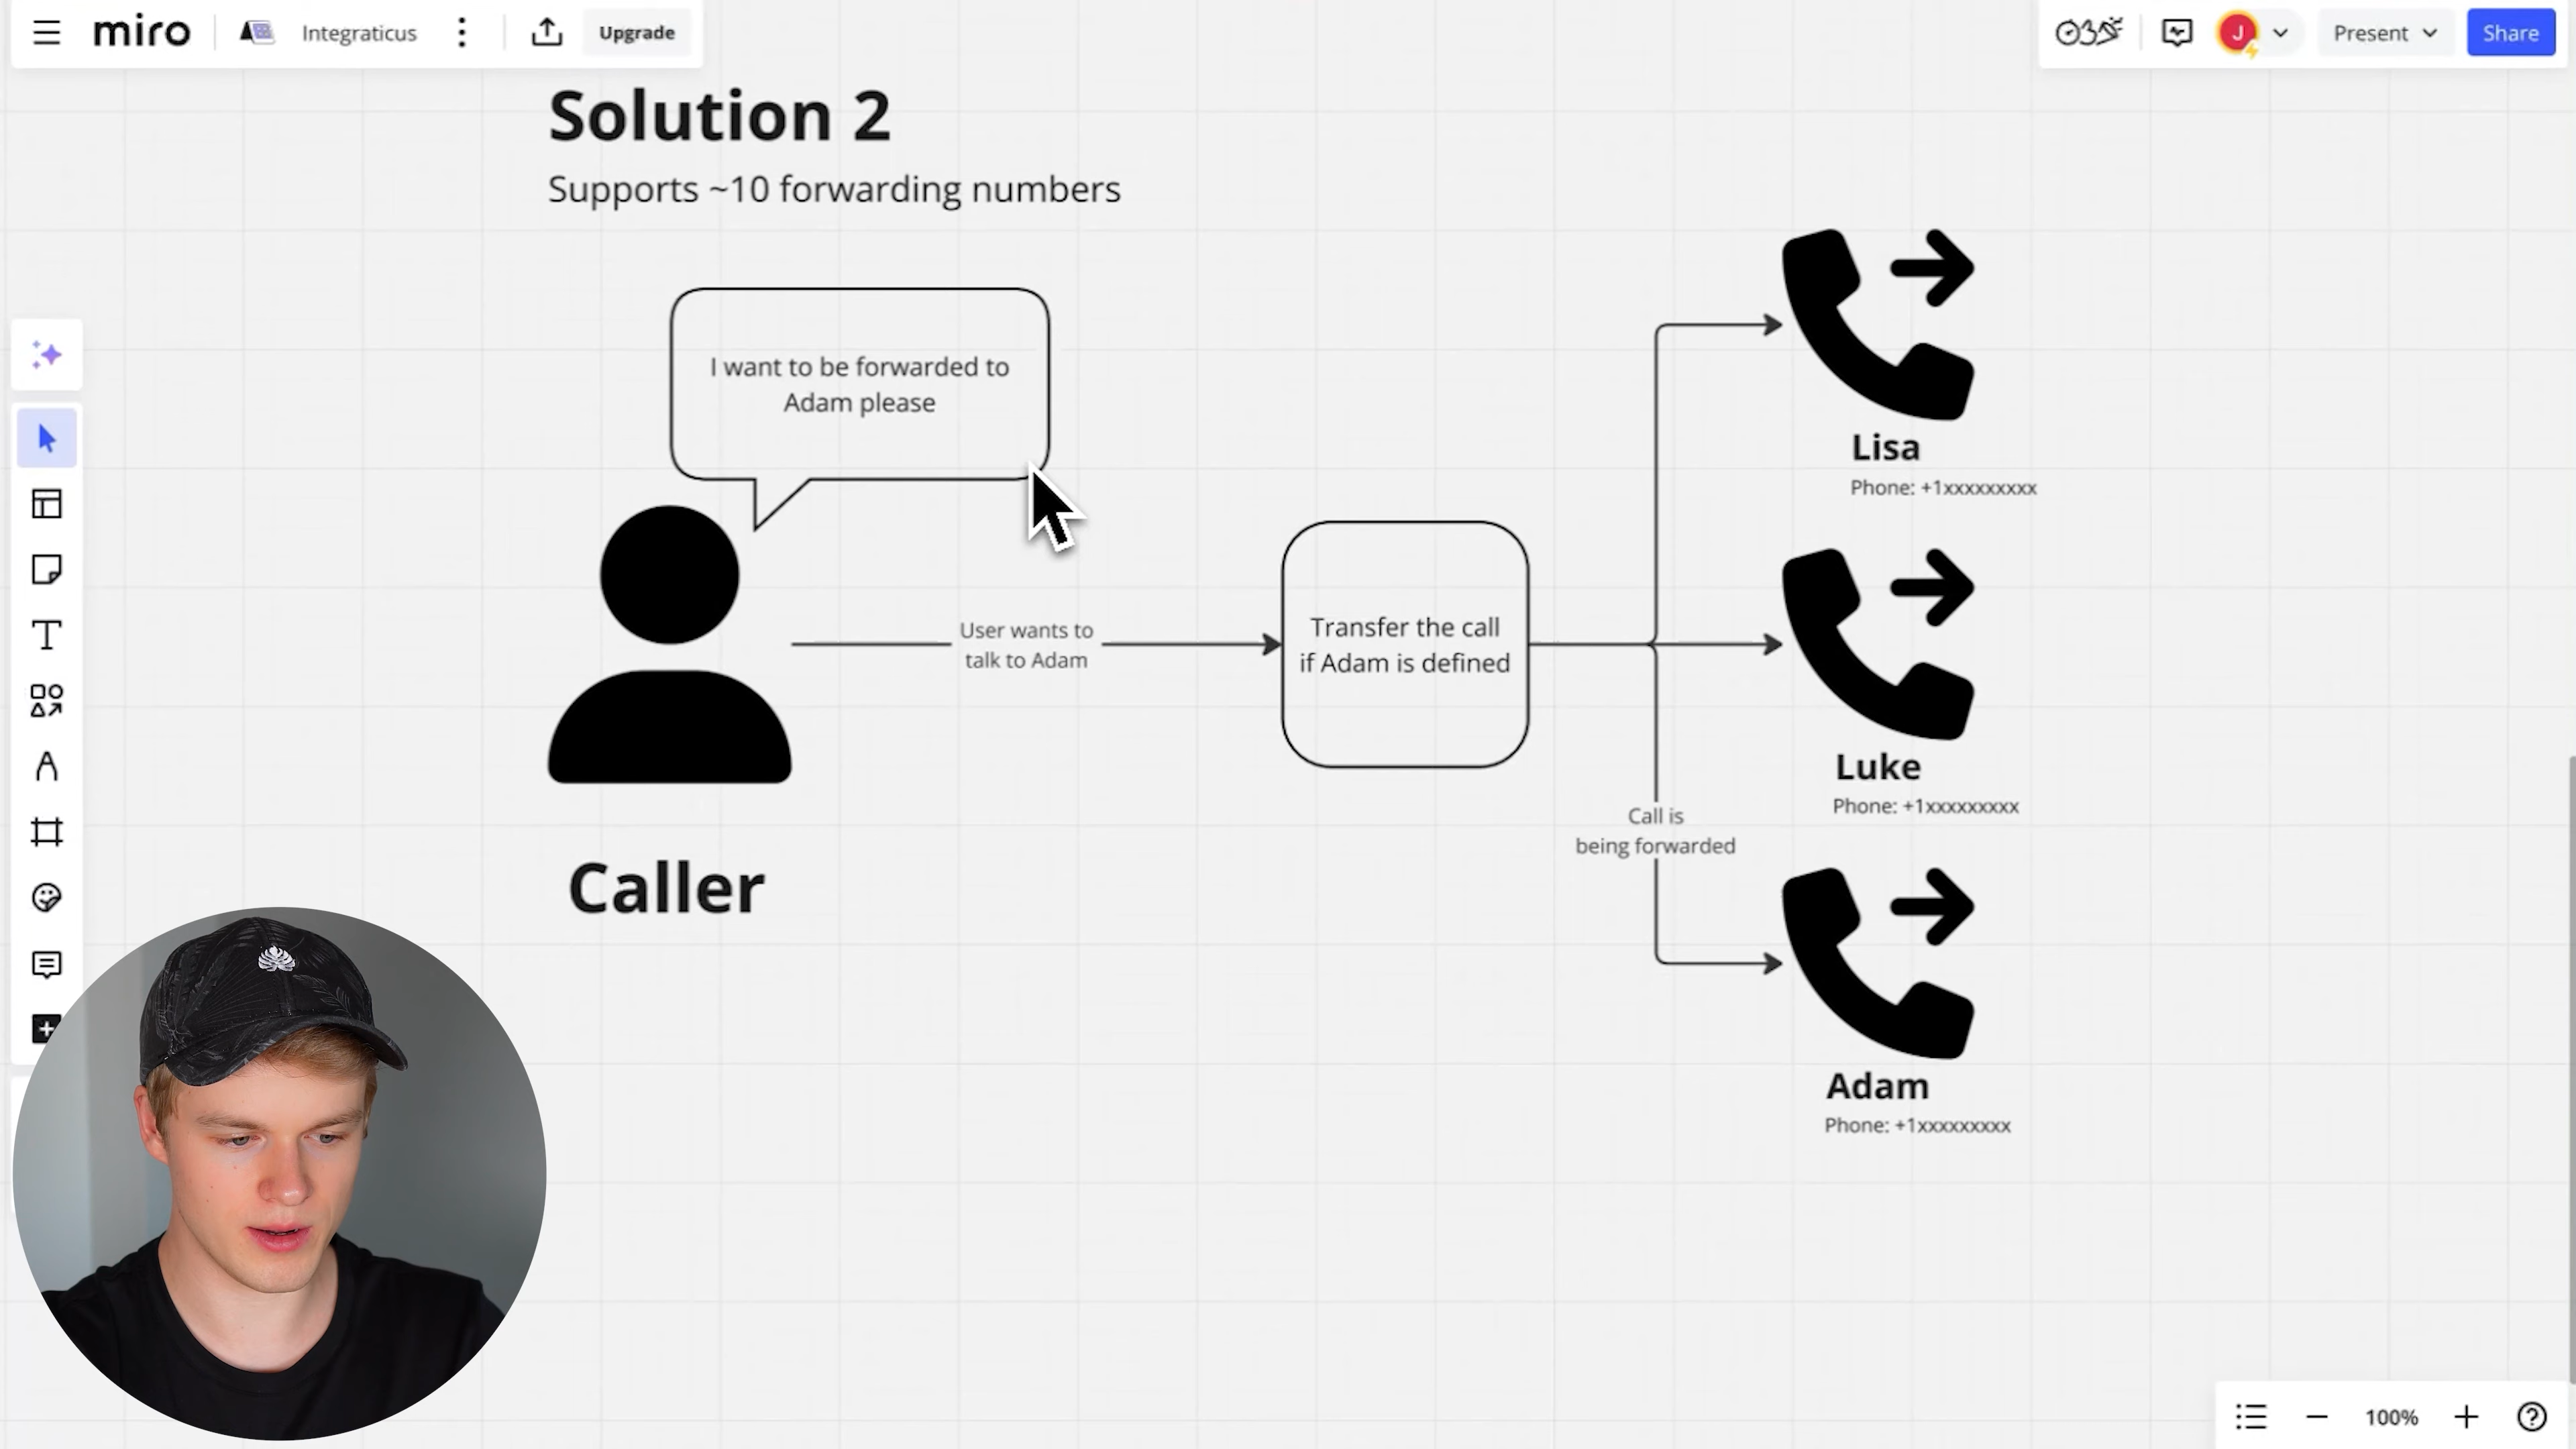 miro
Integraticus
Upgrade
J
Present
Share
Solution 2
Supports ~10 forwarding numbers
I want to be forwarded to
Adam please
User wants to
talk to Adam
Transfer the call
if Adam is defined
Call is
being forwarded
Caller
Lisa
Phone: +1xxxxxxxxx
Luke
Phone: +1xxxxxxxxx
Adam
Phone: +1xxxxxxxxx
100%